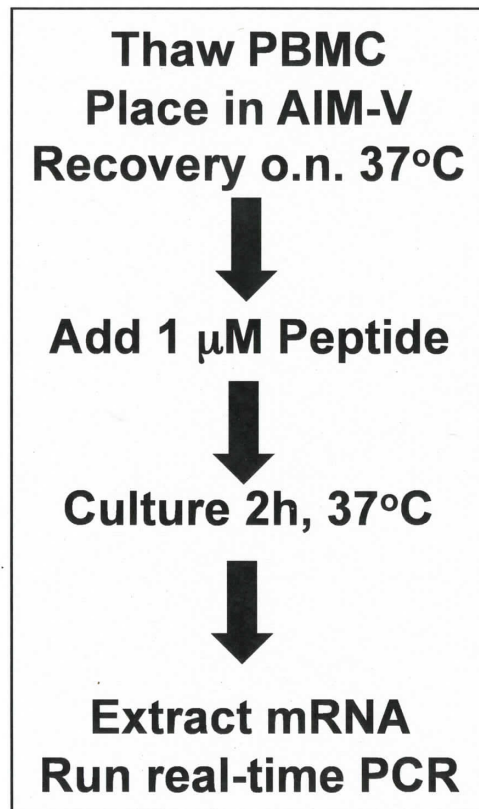 Thaw PBMC
Place in AIM-V
Recovery o.n. 37°C
Add 1 μM Peptide
Culture 2h, 37°C
Extract mRNA
Run real-time PCR